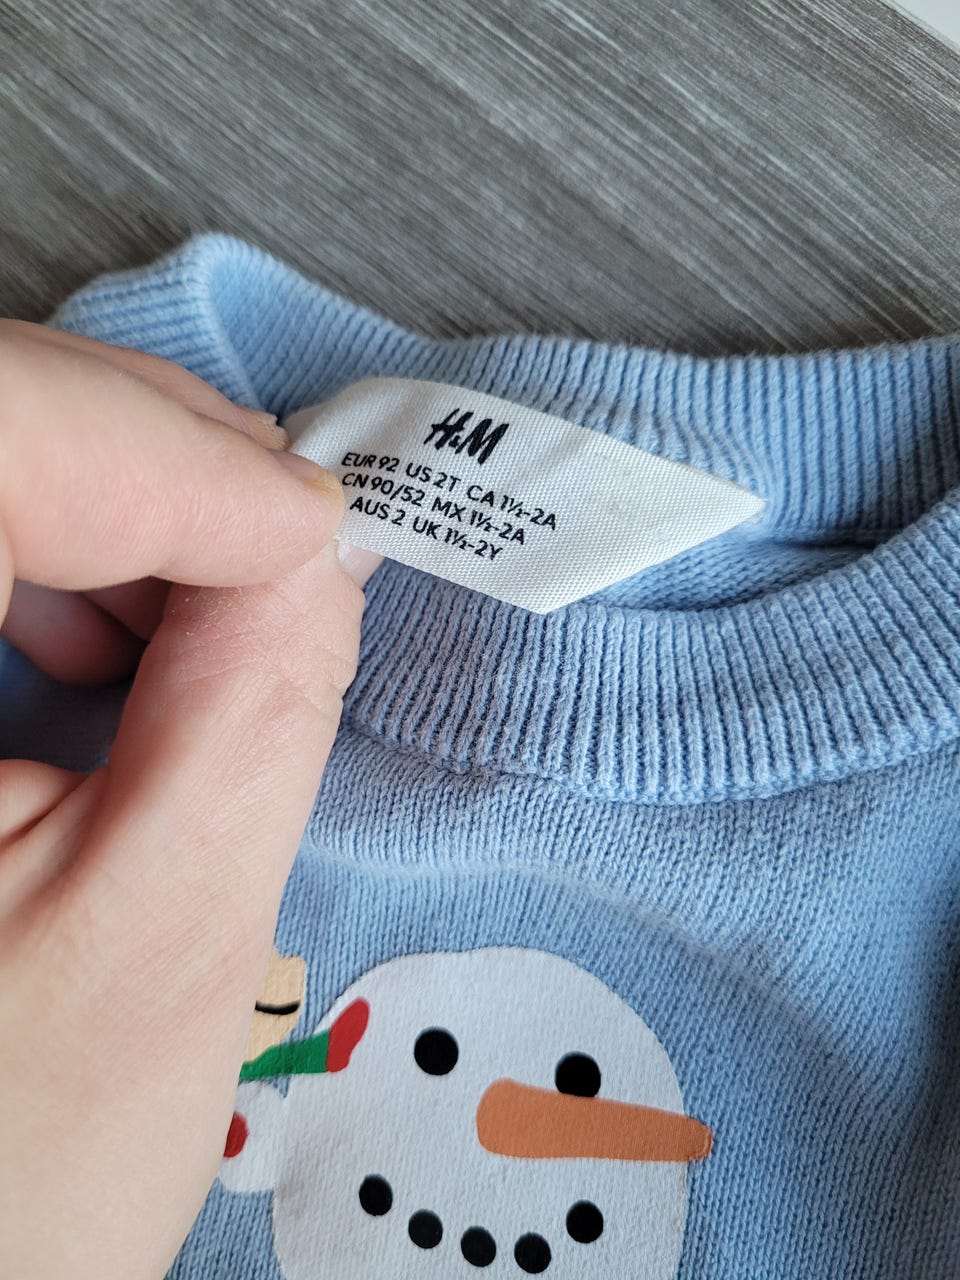 H&M
EUR 92 US 2T CA 1½-2A
CN 90/52 MX 1½-2A
AUS 2 UK 1½-2Y